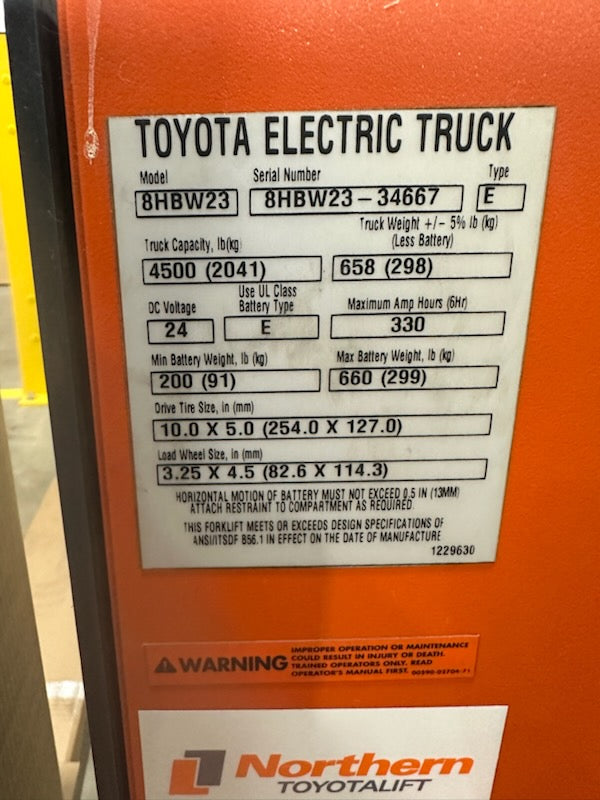 TOYOTA ELECTRIC TRUCK
Model Serial Number Type
8HBW23 8HBW23-34667 E
Truck Weight +/- 5% lb (kg)
Truck Capacity, lb(kg) (Less Battery)
4500 (2041) 658 (298)
Use UL Class
DC Voltage Battery Type Maximum Amp Hours (6Hr)
24 E 330
Min Battery Weight, lb (kg) Max Battery Weight, lb (kg)
200 (91) 660 (299)
Drive Tire Size, in (mm)
10.0 X 5.0 (254.0 X 127.0)
Load Wheel Size, in (mm)
3.25 X 4.5 (82.6 X 114.3)
HORIZONTAL MOTION OF BATTERY MUST NOT EXCEED 0.5 IN (13MM)
ATTACH RESTRAINT TO COMPARTMENT AS REQUIRED
THIS FORKLIFT MEETS OR EXCEEDS DESIGN SPECIFICATIONS OF
ANSI/ITSDF B56.1 IN EFFECT ON THE DATE OF MANUFACTURE
1229630
WARNING
IMPROPER OPERATION OR MAINTENANCE
COULD RESULT IN INJURY OR DEATH.
TRAINED OPERATORS ONLY. READ
OPERATOR'S MANUAL FIRST. 00590-03704-71
Northern
TOYOTALIFT